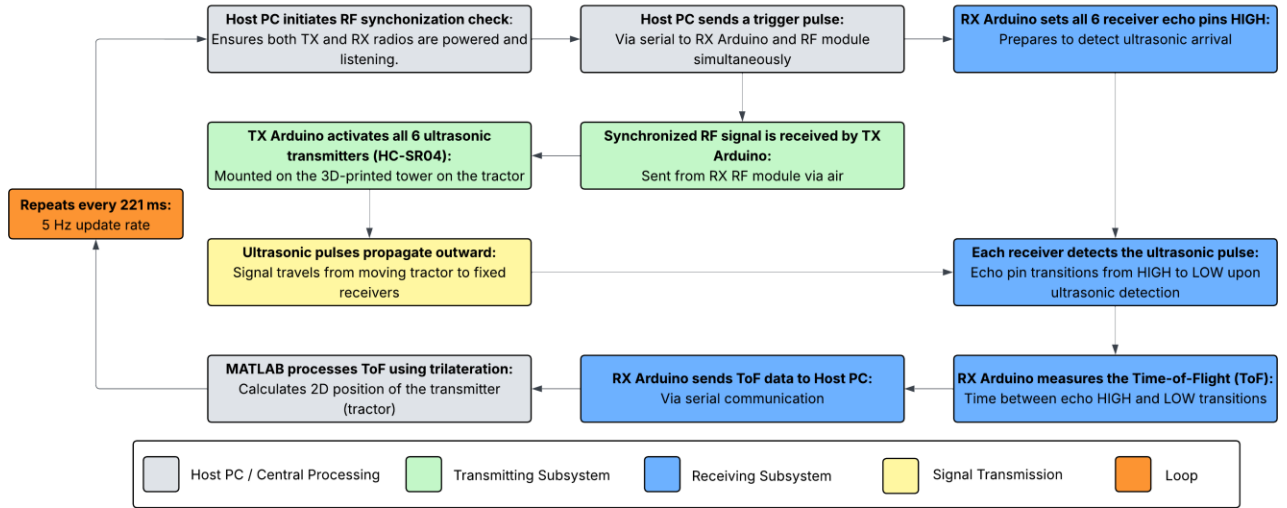 Host PC initiates RF synchonization check:
Ensures both TX and RX radios are powered and
listening.
Host PC sends a trigger pulse:
Via serial to RX Arduino and RF module
simultaneously
RX Arduino sets all 6 receiver echo pins HIGH:
Prepares to detect ultrasonic arrival
TX Arduino activates all 6 ultrasonic
transmitters (HC-SR04):
Mounted on the 3D-printed tower on the tractor
Synchronized RF signal is received by TX
Arduino:
Sent from RX RF module via air
Repeats every 221 ms:
5 Hz update rate
Ultrasonic pulses propagate outward:
Signal travels from moving tractor to fixed
receivers
Each receiver detects the ultrasonic pulse:
Echo pin transitions from HIGH to LOW upon
ultrasonic detection
MATLAB processes ToF using trilateration:
Calculates 2D position of the transmitter
(tractor)
RX Arduino sends ToF data to Host PC:
Via serial communication
RX Arduino measures the Time-of-Flight (ToF):
Time between echo HIGH and LOW transitions
Host PC / Central Processing
Transmitting Subsystem
Receiving Subsystem
Signal Transmission
Loop